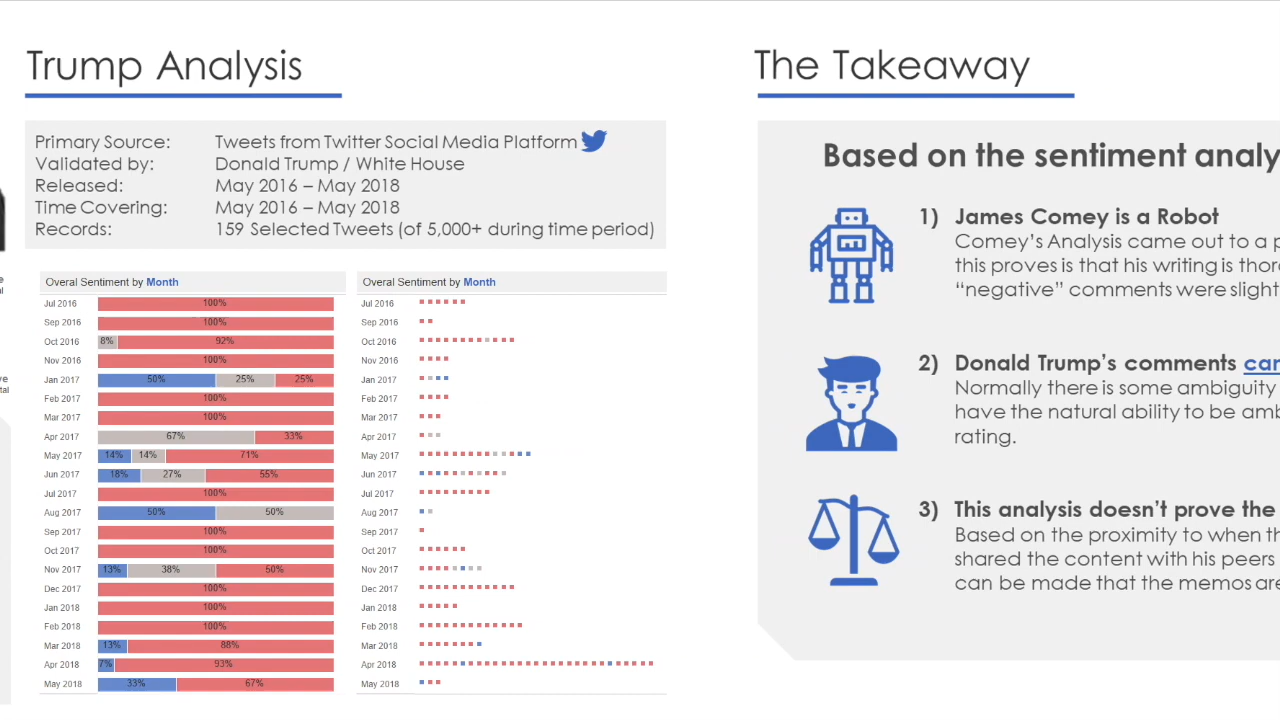 Trump Analysis
Primary Source: Tweets from Twitter Social Media Platform
Validated by: Donald Trump / White House
Released: May 2016 – May 2018
Time Covering: May 2016 – May 2018
Records: 159 Selected Tweets (of 5,000+ during time period)
Overal Sentiment by Month
Jul 2016 100%
Sep 2016 100%
Oct 2016 8% 92%
Nov 2016 100%
Jan 2017 50% 25% 25%
Feb 2017 100%
Mar 2017 100%
Apr 2017 67% 33%
May 2017 14% 14% 71%
Jun 2017 18% 27% 55%
Jul 2017 100%
Aug 2017 50% 50%
Sep 2017 100%
Oct 2017 100%
Nov 2017 13% 38% 50%
Dec 2017 100%
Jan 2018 100%
Feb 2018 100%
Mar 2018 13% 88%
Apr 2018 7% 93%
May 2018 33% 67%
Overal Sentiment by Month
Jul 2016
Sep 2016
Oct 2016
Nov 2016
Jan 2017
Feb 2017
Mar 2017
Apr 2017
May 2017
Jun 2017
Jul 2017
Aug 2017
Sep 2017
Oct 2017
Nov 2017
Dec 2017
Jan 2018
Feb 2018
Mar 2018
Apr 2018
May 2018
The Takeaway
Based on the sentiment analy
1) James Comey is a Robot
Comey's Analysis came out to a p
this proves is that his writing is thor
"negative" comments were slight
2) Donald Trump's comments can
Normally there is some ambiguity
have the natural ability to be amb
rating.
3) This analysis doesn't prove the
Based on the proximity to when th
shared the content with his peers
can be made that the memos are